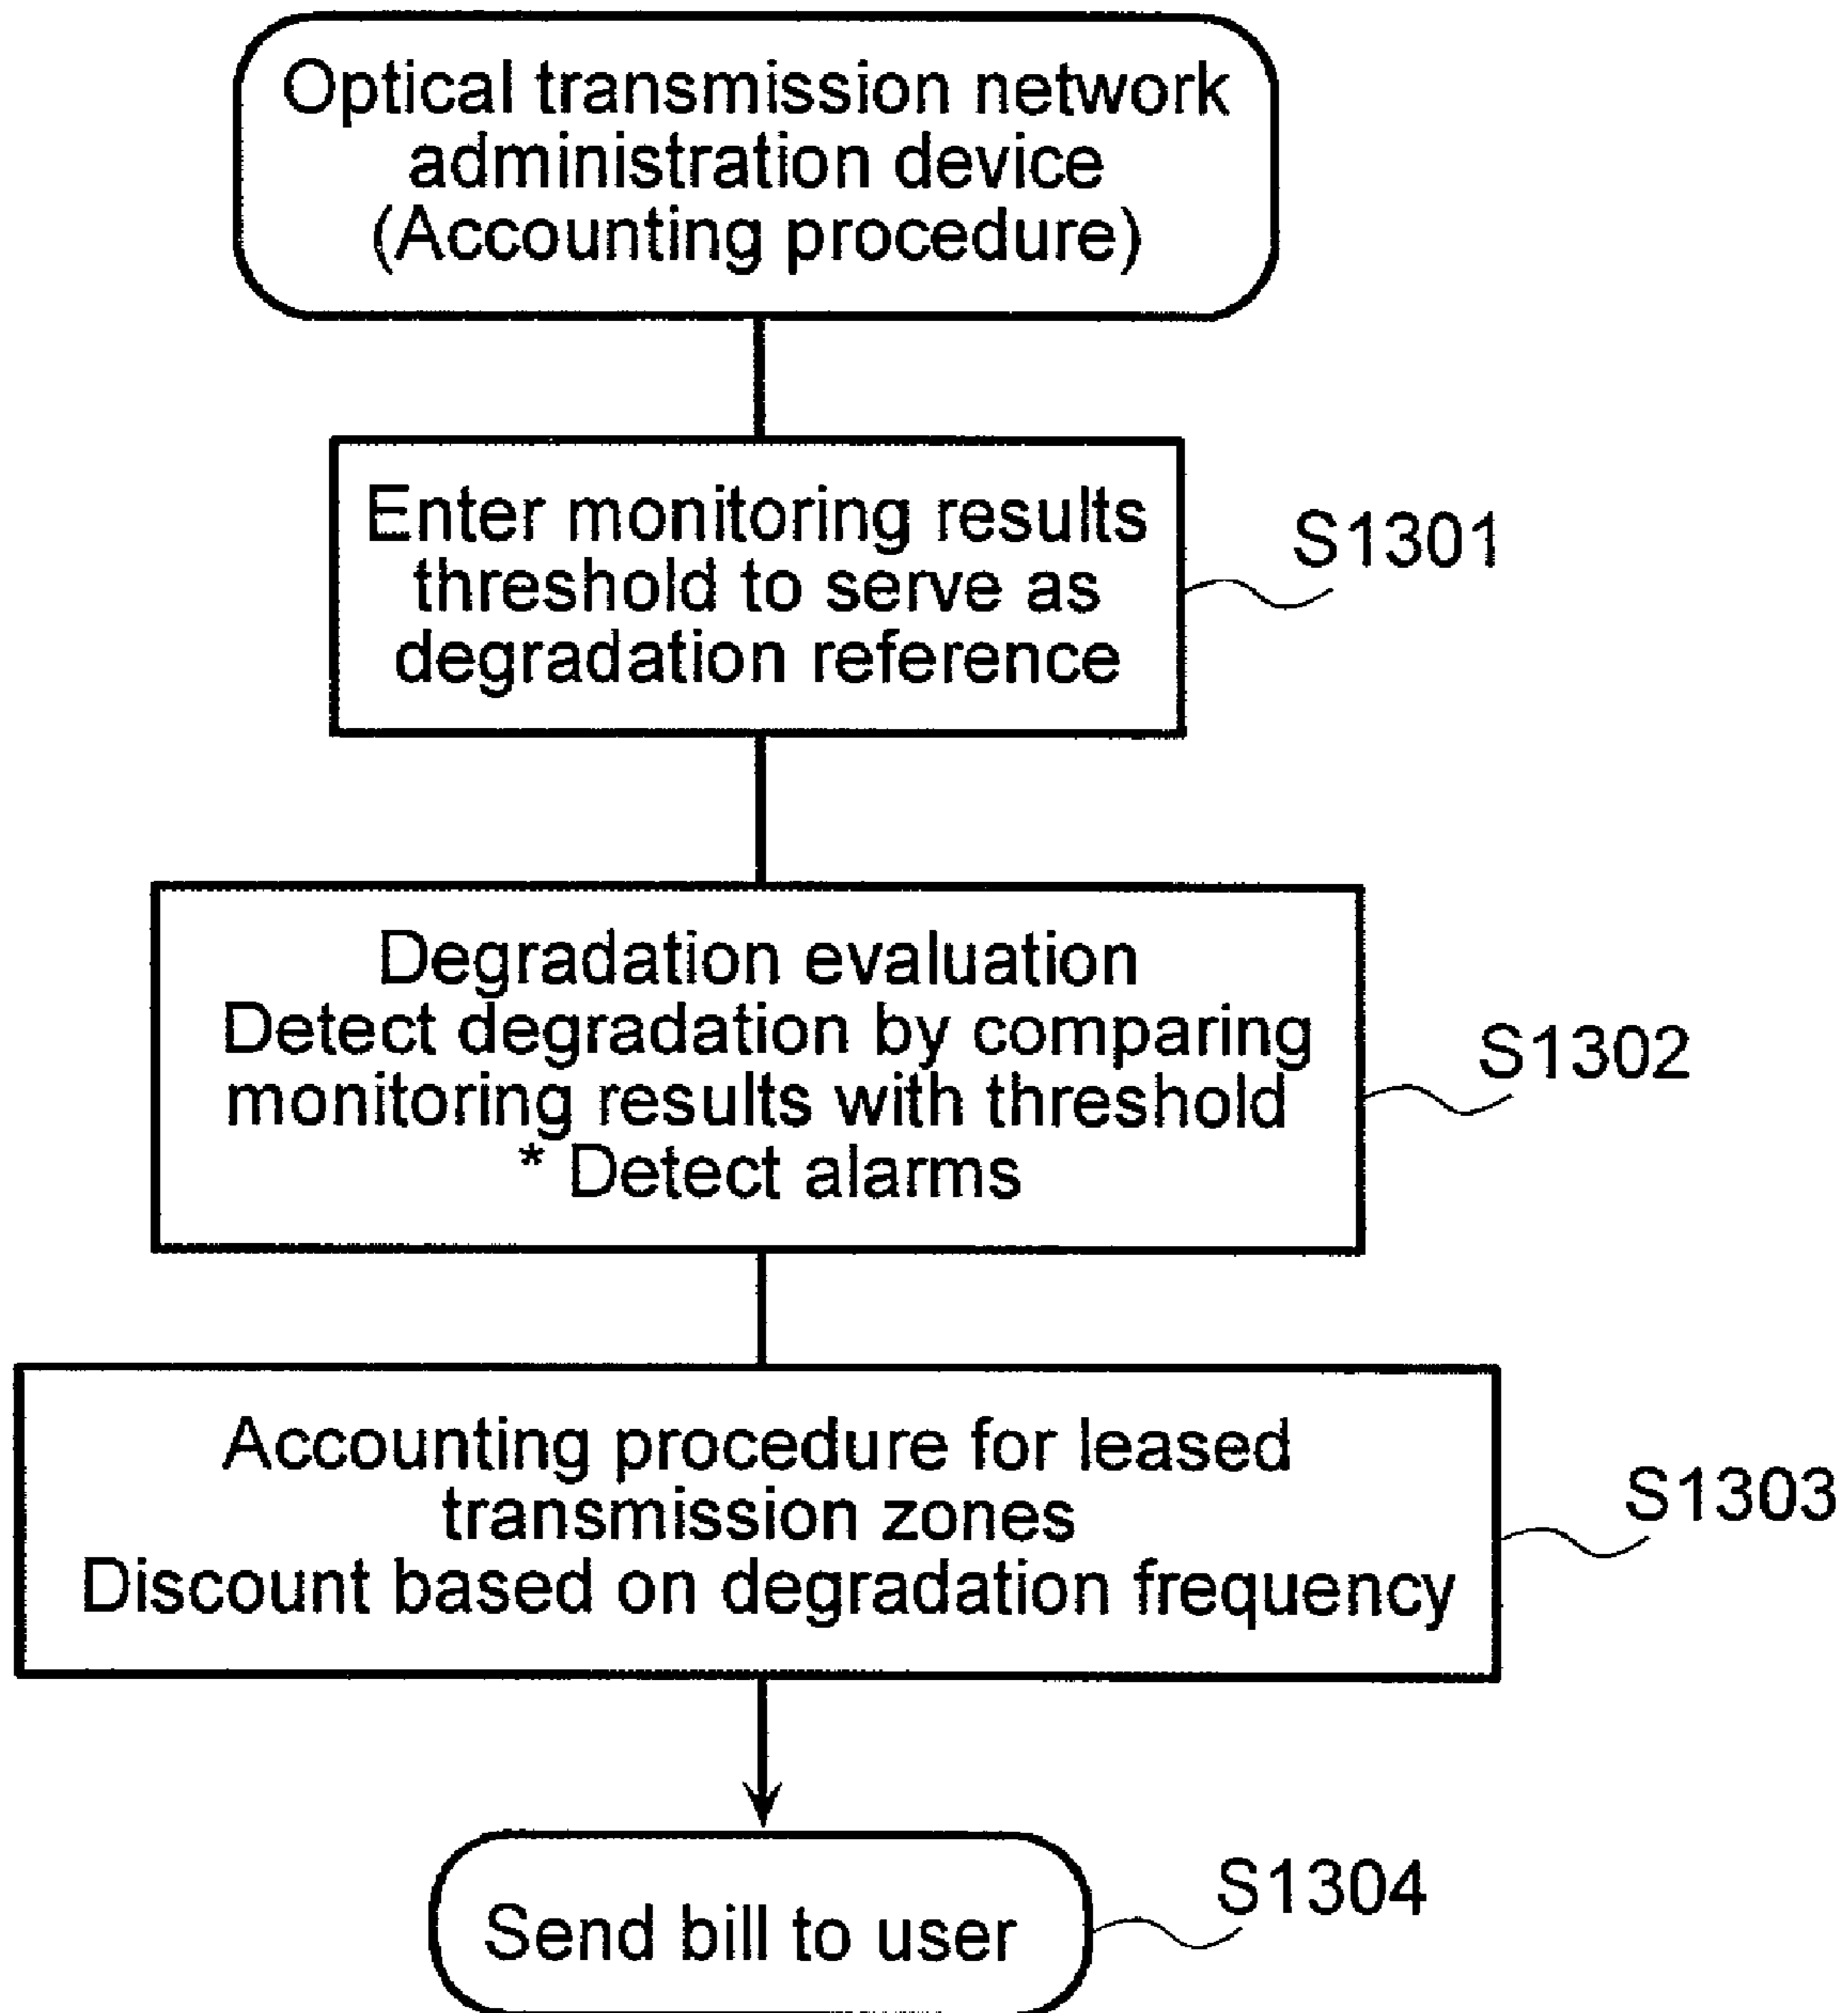 Optical transmission network
administration device
(Accounting procedure)
Enter monitoring results
threshold to serve as
degradation reference
S1301
Degradation evaluation
Detect degradation by comparing
monitoring results with threshold
* Detect alarms
S1302
Accounting procedure for leased
transmission zones
Discount based on degradation frequency
S1303
Send bill to user
S1304